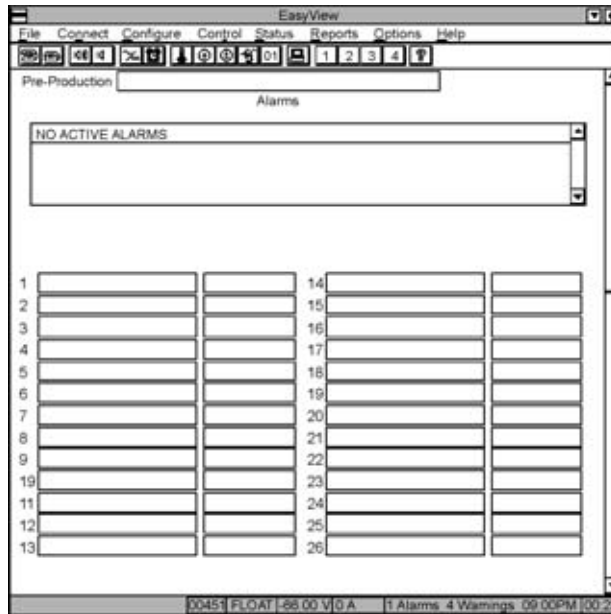 EasyView
File Connect Configure Control Status Reports Options Help
01 1 2 3 4 ?
Pre-Production
Alarms
NO ACTIVE ALARMS
1 14
2 15
3 16
4 17
5 18
6 19
7 20
8 21
9 22
19 23
11 24
12 25
13 26
00451 FLOAT -66.00 V 0 A 1 Alarms 4 Warnings 09:00PM